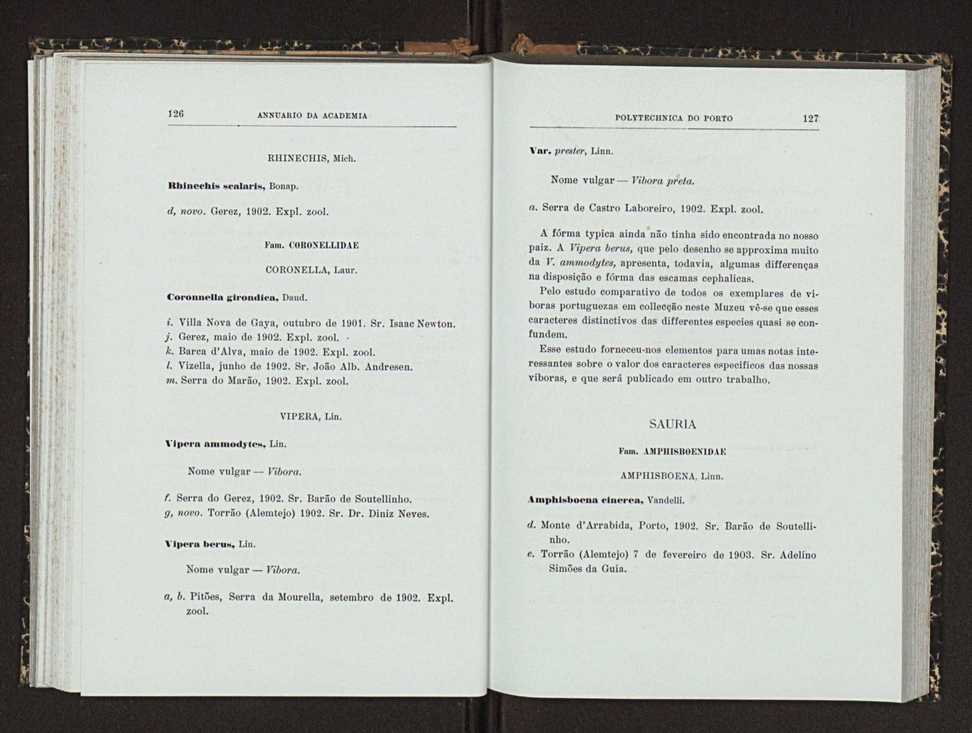 126
ANNUARIO DA ACADEMIA
RHINECHIS, Mich.
Rhinechis scalaris, Bonap.
d, novo. Gerez, 1902. Expl. zool.
Fam. CORONELLIDAE
CORONELLA, Laur.
Coronnella girondica, Daud.
i. Villa Nova de Gaya, outubro de 1901. Sr. Isaac Newton.
j. Gerez, maio de 1902. Expl. zool.
k. Barca d'Alva, maio de 1902. Expl. zool.
l. Vizella, junho de 1902. Sr. João Alb. Andresen.
m. Serra do Marão, 1902. Expl. zool.
VIPERA, Lin.
Vipera ammodytes, Lin.
Nome vulgar — Vibora.
f. Serra do Gerez, 1902. Sr. Barão de Soutellinho.
g, novo. Torrão (Alemtejo) 1902. Sr. Dr. Diniz Neves.
Vipera berus, Lin.
Nome vulgar — Vibora.
a, b. Pitões, Serra da Mourella, setembro de 1902. Expl.
zool.
POLYTECHNICA DO PORTO
127
Var. prester, Linn.
Nome vulgar — Vibora preta.
a. Serra de Castro Laboreiro, 1902. Expl. zool.
A fórma typica ainda não tinha sido encontrada no nosso
paiz. A Vipera berus, que pelo desenho se approxima muito
da V. ammodytes, apresenta, todavia, algumas differenças
na disposição e fórma das escamas cephalicas.
Pelo estudo comparativo de todos os exemplares de vi-
boras portuguezas em collecção neste Muzeu vê-se que esses
caracteres distinctivos das differentes especies quasi se con-
fundem.
Esse estudo forneceu-nos elementos para umas notas inte-
ressantes sobre o valor dos caracteres especificos das nossas
viboras, e que será publicado em outro trabalho.
SAURIA
Fam. AMPHISBOENIDAE
AMPHISBOENA, Linn.
Amphisboena cinerea, Vandelli.
d. Monte d'Arrabida, Porto, 1902. Sr. Barão de Soutelli-
nho.
e. Torrão (Alemtejo) 7 de fevereiro de 1903. Sr. Adelino
Simões da Guia.